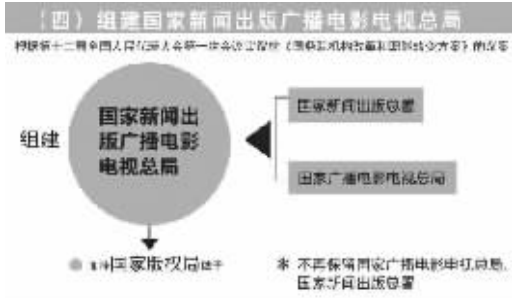 （四）组建国家新闻出版广播电影电视总局
根据第十二届全国人民代表大会第一次会议审议的《国务院机构改革和职能转变方案》的决定
组建
国家新闻出
版广播电影
电视总局
国家新闻出版总署
国家广播电影电视总局
国家版权局
＊ 不再保留国家广播电影电视总局、
国家新闻出版总署